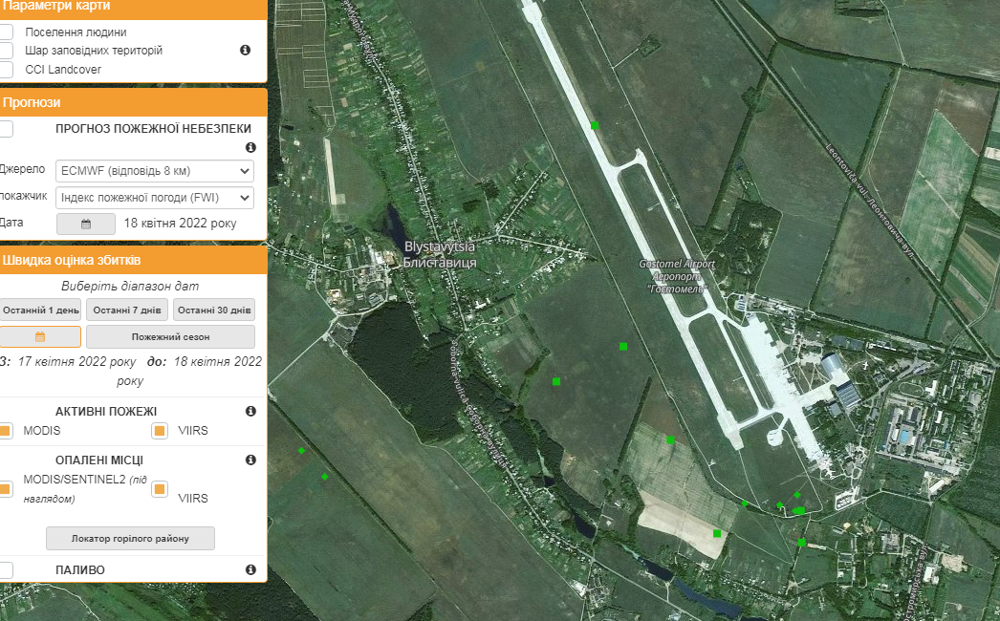 Параметри карти
Поселення людини
Шар заповідних територій
CCI Landcover
Прогнози
ПРОГНОЗ ПОЖЕЖНОЇ НЕБЕЗПЕКИ
Джерело
ECMWF (відповідь 8 км)
покажчик
Індекс пожежної погоди (FWI)
Дата
18 квітня 2022 року
Швидка оцінка збитків
Виберіть діапазон дат
Останній 1 день
Останні 7 днів
Останні 30 днів
Пожежний сезон
З: 17 квітня 2022 року до: 18 квітня 2022
року
АКТИВНІ ПОЖЕЖІ
MODIS
VIIRS
ОПАЛЕНІ МІСЦІ
MODIS/SENTINEL2 (під
наглядом)
VIIRS
Локатор горілого району
ПАЛИВО
Blystavytsia
Блиставиця
Gostomel Airport
Аеропорт
"Гостомель"
Leontovića vul. Леонтовича вул.